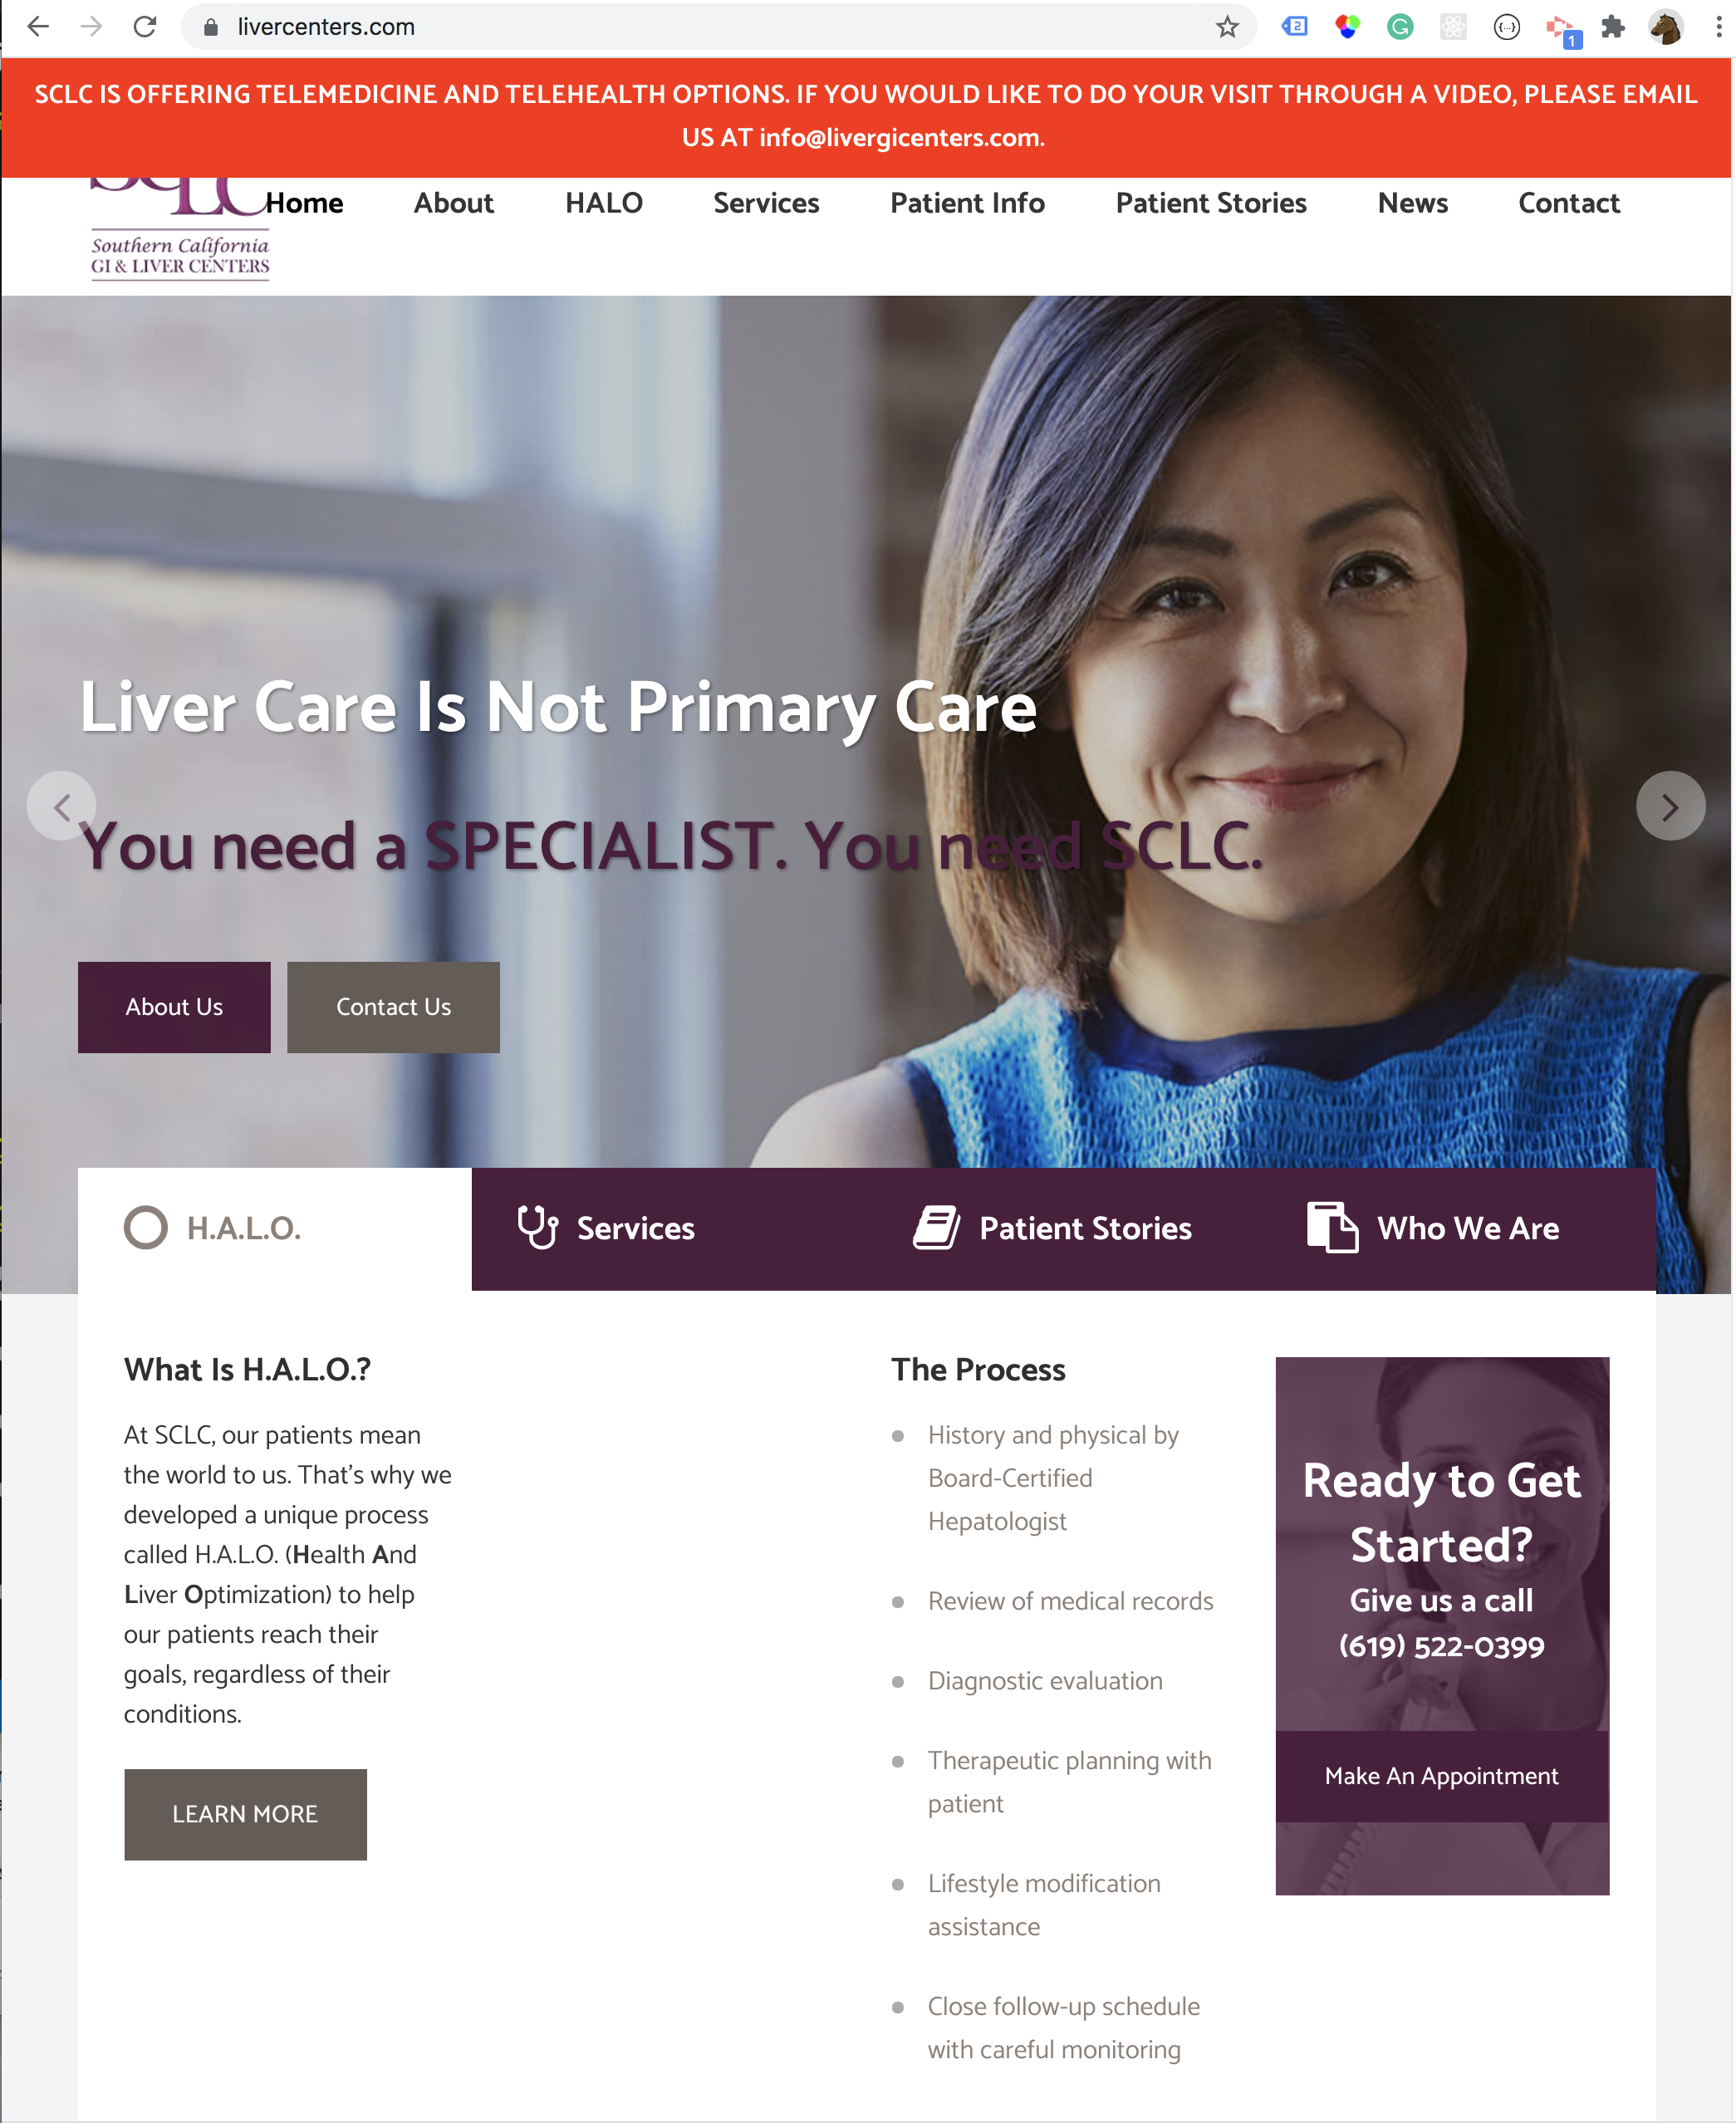 livercenters.com
2
G
{...}
1
SCLC IS OFFERING TELEMEDICINE AND TELEHEALTH OPTIONS. IF YOU WOULD LIKE TO DO YOUR VISIT THROUGH A VIDEO, PLEASE EMAIL
US AT info@livergicenters.com.
SCLC
Southern California
GI & LIVER CENTERS
Home About HALO Services Patient Info Patient Stories News Contact
Liver Care Is Not Primary Care
You need a SPECIALIST. You need SCLC.
About Us Contact Us
H.A.L.O. Services Patient Stories Who We Are
What Is H.A.L.O.?
At SCLC, our patients mean
the world to us. That's why we
developed a unique process
called H.A.L.O. (Health And
Liver Optimization) to help
our patients reach their
goals, regardless of their
conditions.
LEARN MORE
The Process
History and physical by
Board-Certified
Hepatologist
Review of medical records
Diagnostic evaluation
Therapeutic planning with
patient
Lifestyle modification
assistance
Close follow-up schedule
with careful monitoring
Ready to Get
Started?
Give us a call
(619) 522-0399
Make An Appointment